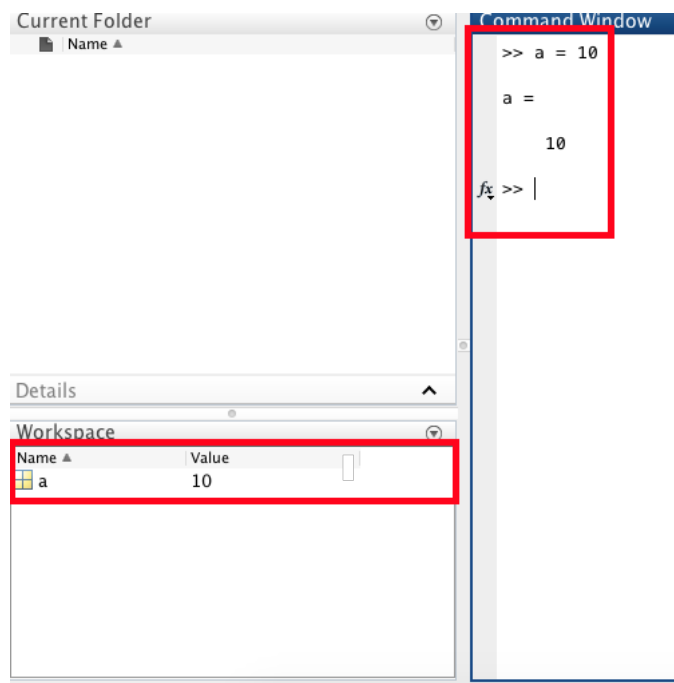 Current Folder
Name ▲
Details
Workspace
Name ▲ Value
a 10
Command Window
>> a = 10
a =
10
fx >>